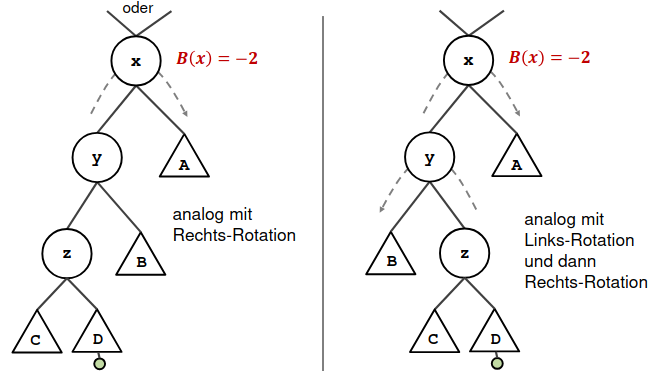 oder
x
B(x) = −2
y
A
analog mit
Rechts-Rotation
z
B
C
D
x
B(x) = −2
y
A
analog mit
Links-Rotation
und dann
Rechts-Rotation
B
z
C
D